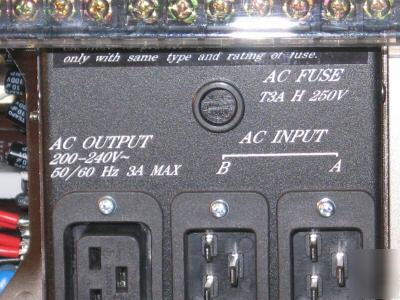 only with same type and rating of fuse.
AC FUSE
T3A H 250V
AC OUTPUT
200-240V~
50/60 Hz 3A MAX
AC INPUT
B
A